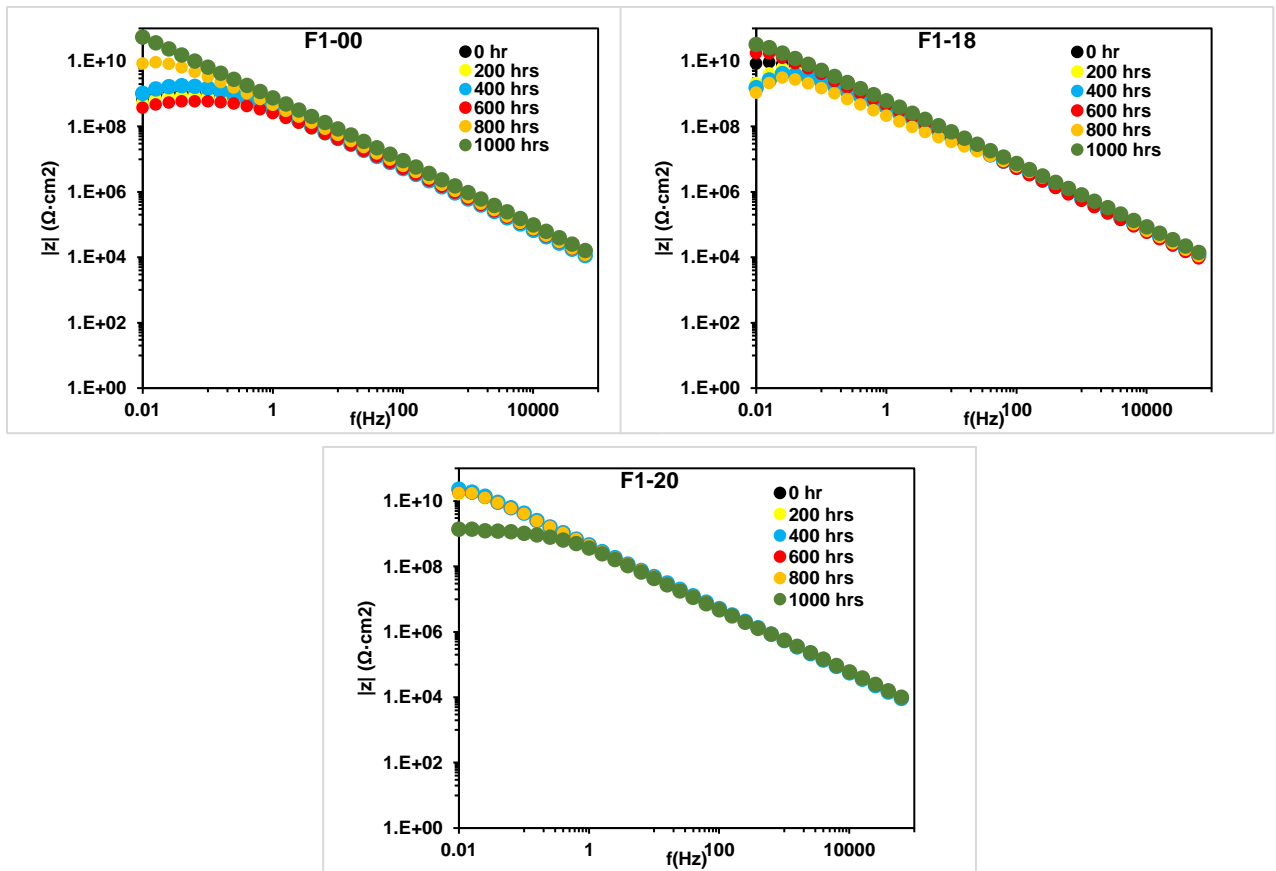 F1-00
0 hr
200 hrs
400 hrs
600 hrs
800 hrs
1000 hrs
1.E+10
1.E+08
1.E+06
1.E+04
1.E+02
1.E+00
|z| (Ω·cm2)
0.01 1 100 10000
f(Hz)
F1-18
0 hr
200 hrs
400 hrs
600 hrs
800 hrs
1000 hrs
1.E+10
1.E+08
1.E+06
1.E+04
1.E+02
1.E+00
|z| (Ω·cm2)
0.01 1 100 10000
f(Hz)
F1-20
0 hr
200 hrs
400 hrs
600 hrs
800 hrs
1000 hrs
1.E+10
1.E+08
1.E+06
1.E+04
1.E+02
1.E+00
|z| (Ω·cm2)
0.01 1 100 10000
f(Hz)